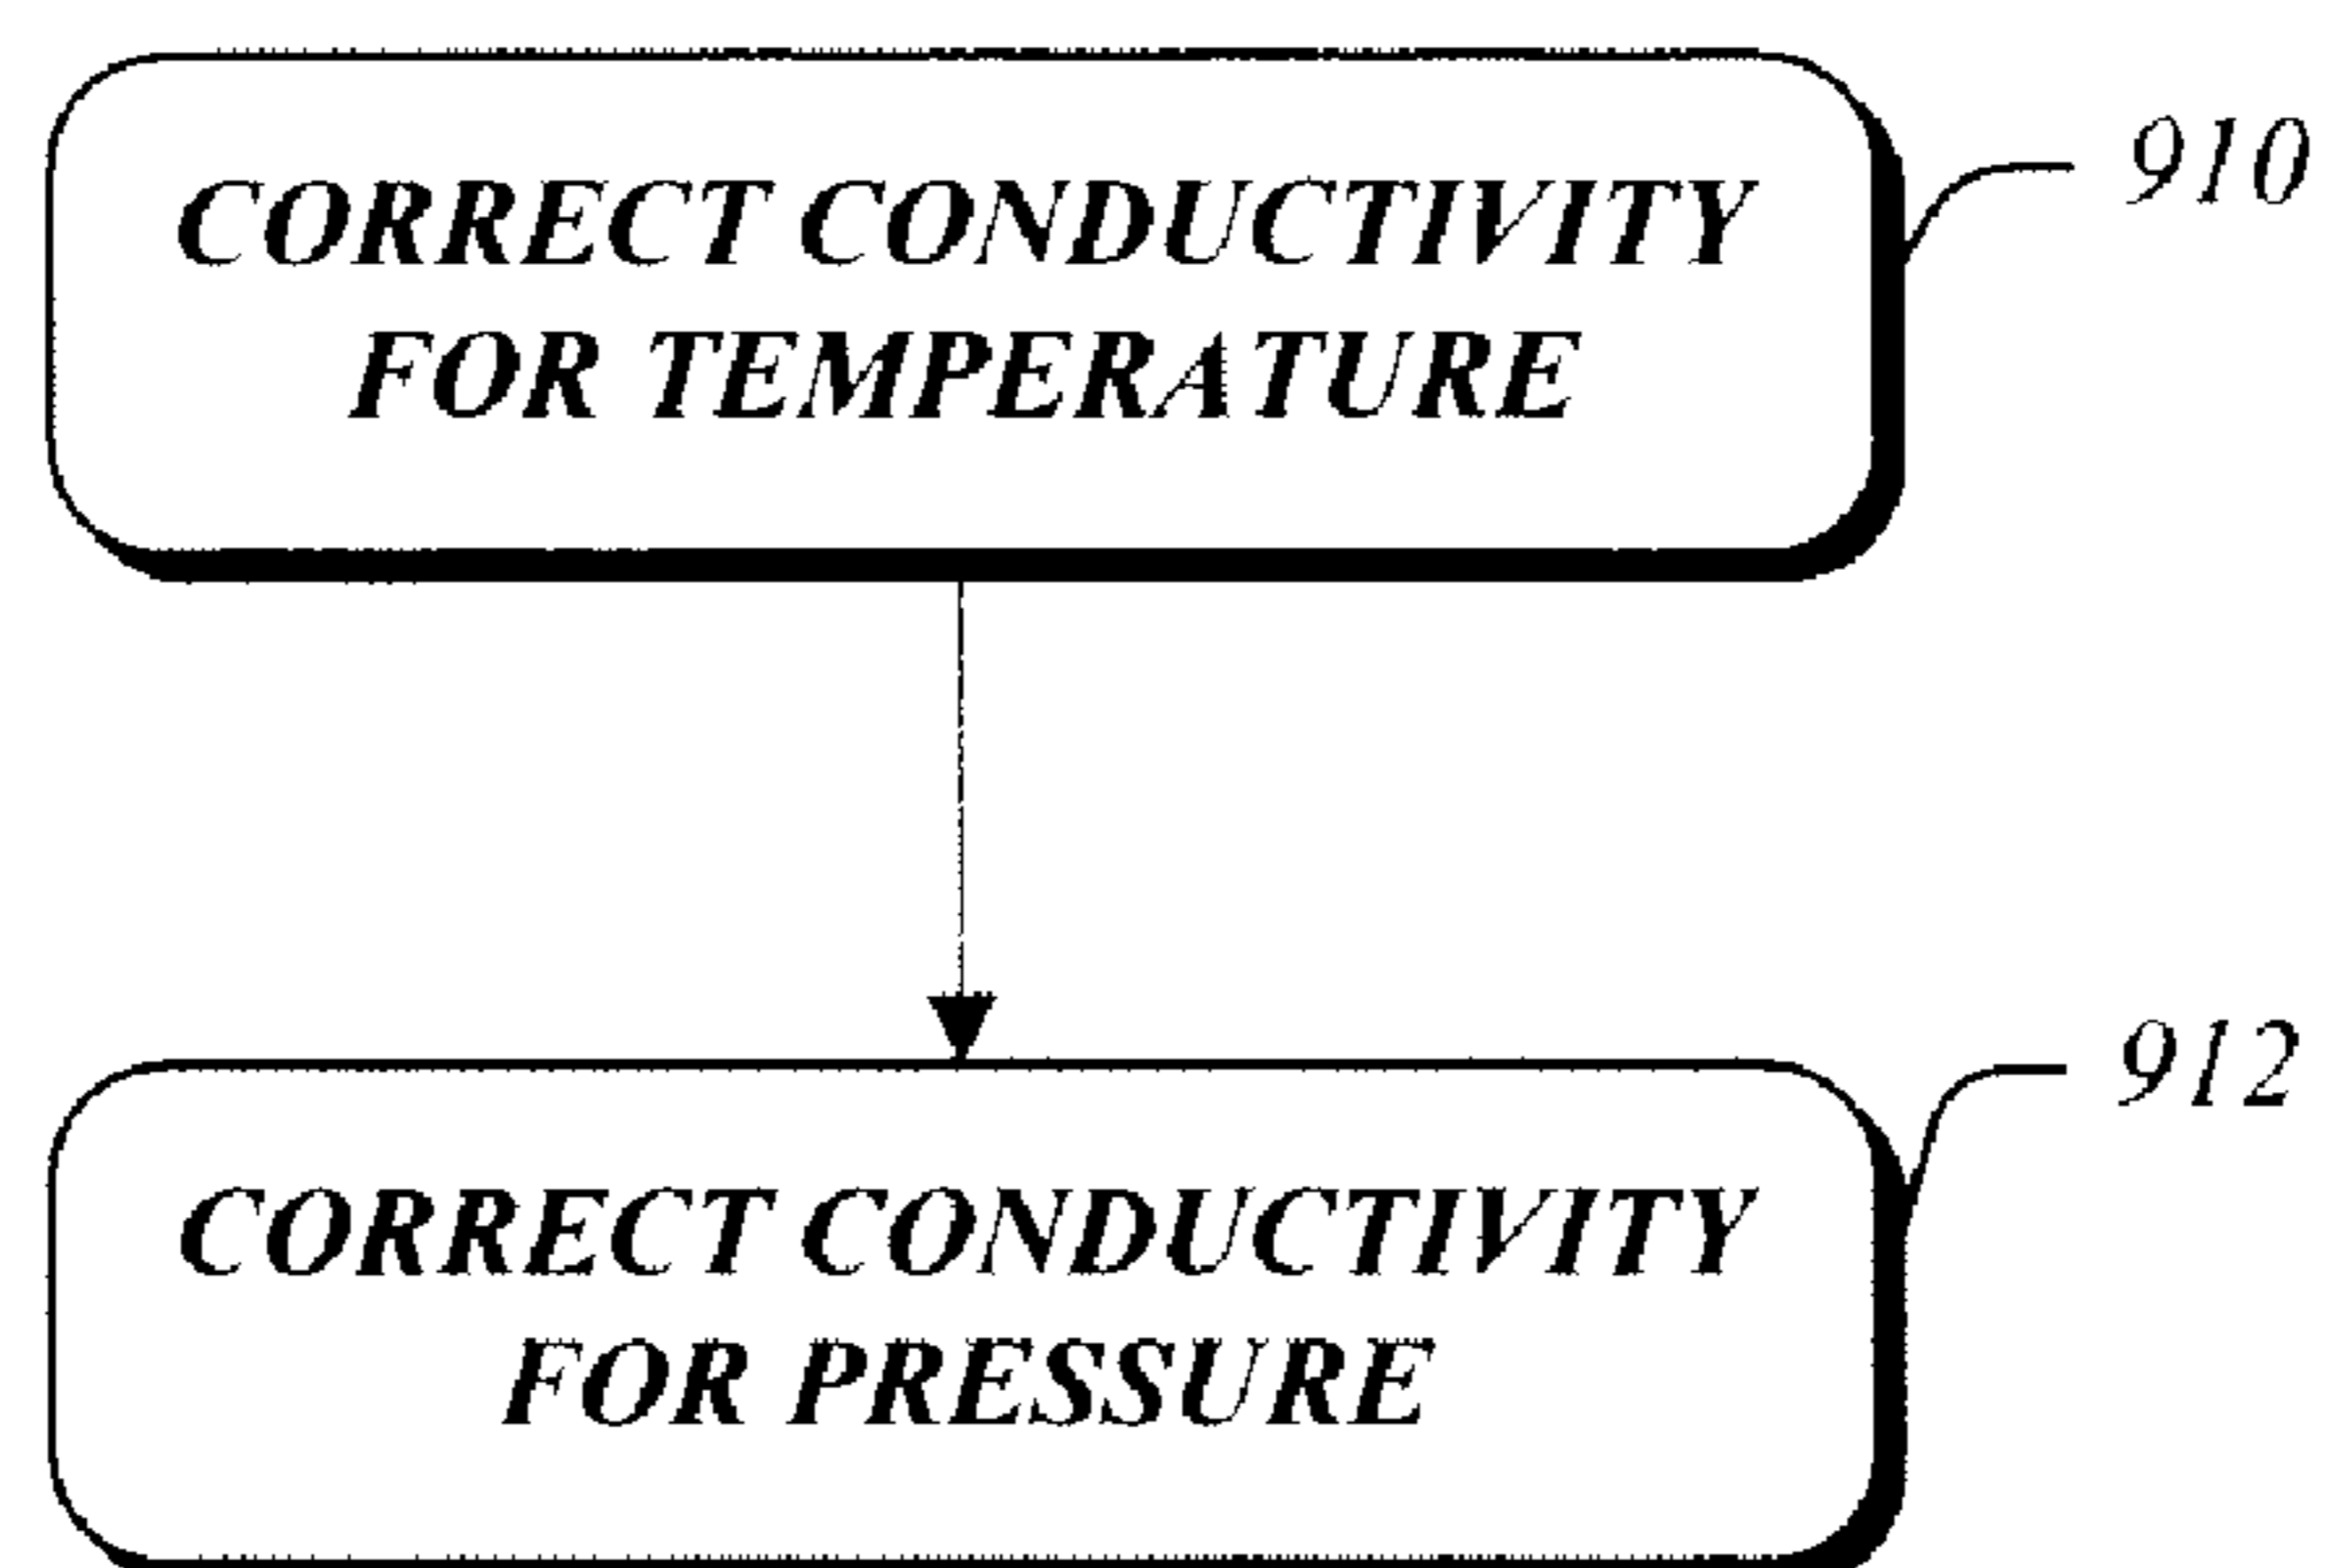 CORRECT CONDUCTIVITY
FOR TEMPERATURE
910
CORRECT CONDUCTIVITY
FOR PRESSURE
912